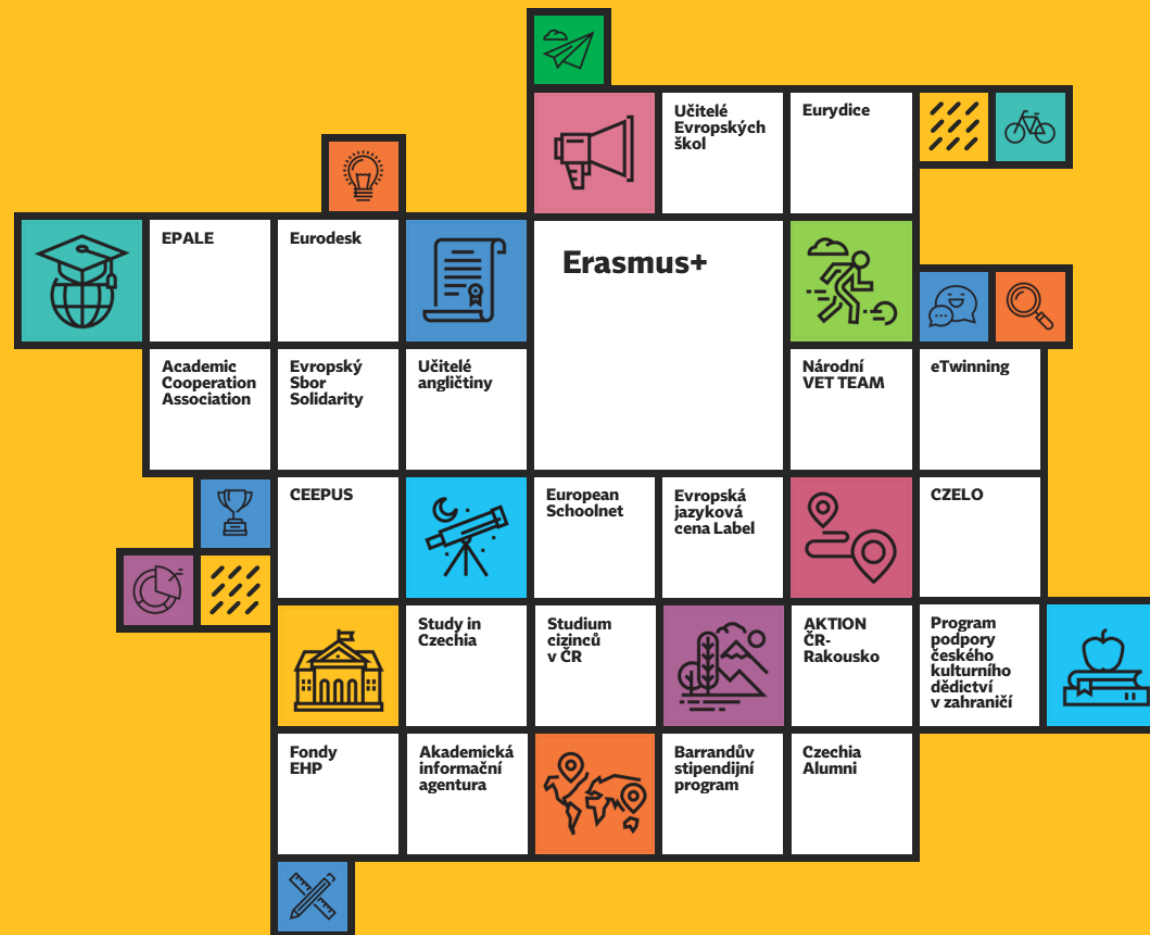 Učitelé
Evropských
škol
Eurydice
EPALE
Eurodesk
Erasmus+
Academic
Cooperation
Association
Evropský
Sbor
Solidarity
Učitelé
angličtiny
Národní
VET TEAM
eTwinning
CEEPUS
European
Schoolnet
Evropská
jazyková
cena Label
CZELO
Study in
Czechia
Studium
cizinců
v ČR
AKTION
ČR-
Rakousko
Program
podpory
českého
kulturního
dědictví
v zahraničí
Fondy
EHP
Akademická
informační
agentura
Barrandův
stipendijní
program
Czechia
Alumni